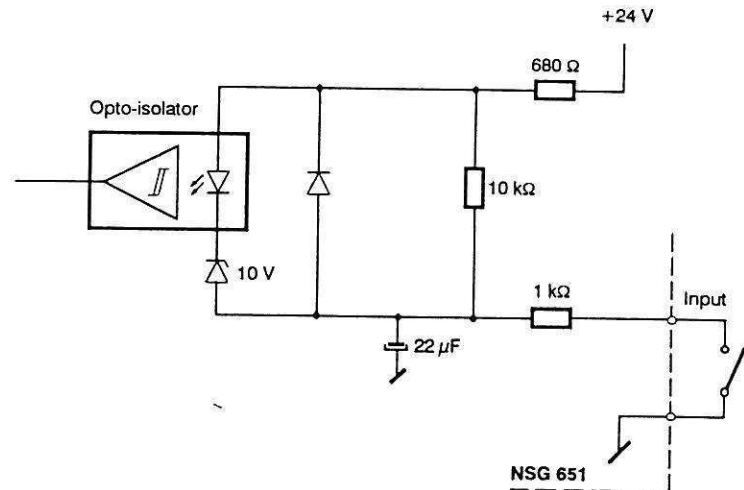 +24 V
680 Ω
Opto-isolator
10 kΩ
10 V
1 kΩ
Input
22 µF
NSG 651